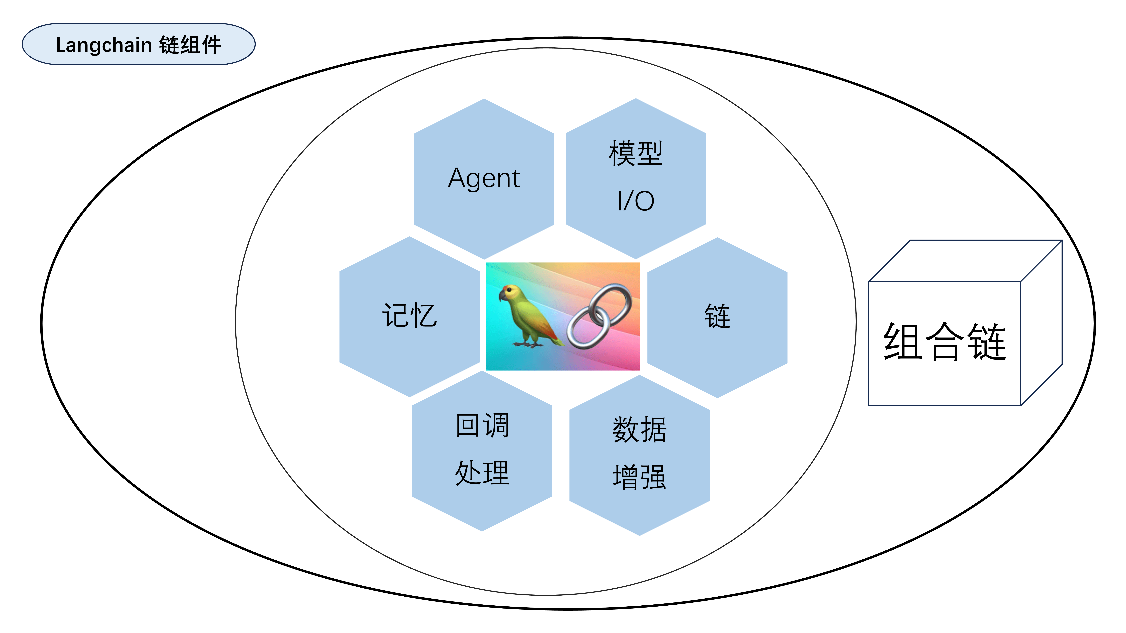 Langchain 链组件
Agent
模型
I/O
记忆
链
组合链
回调
处理
数据
增强